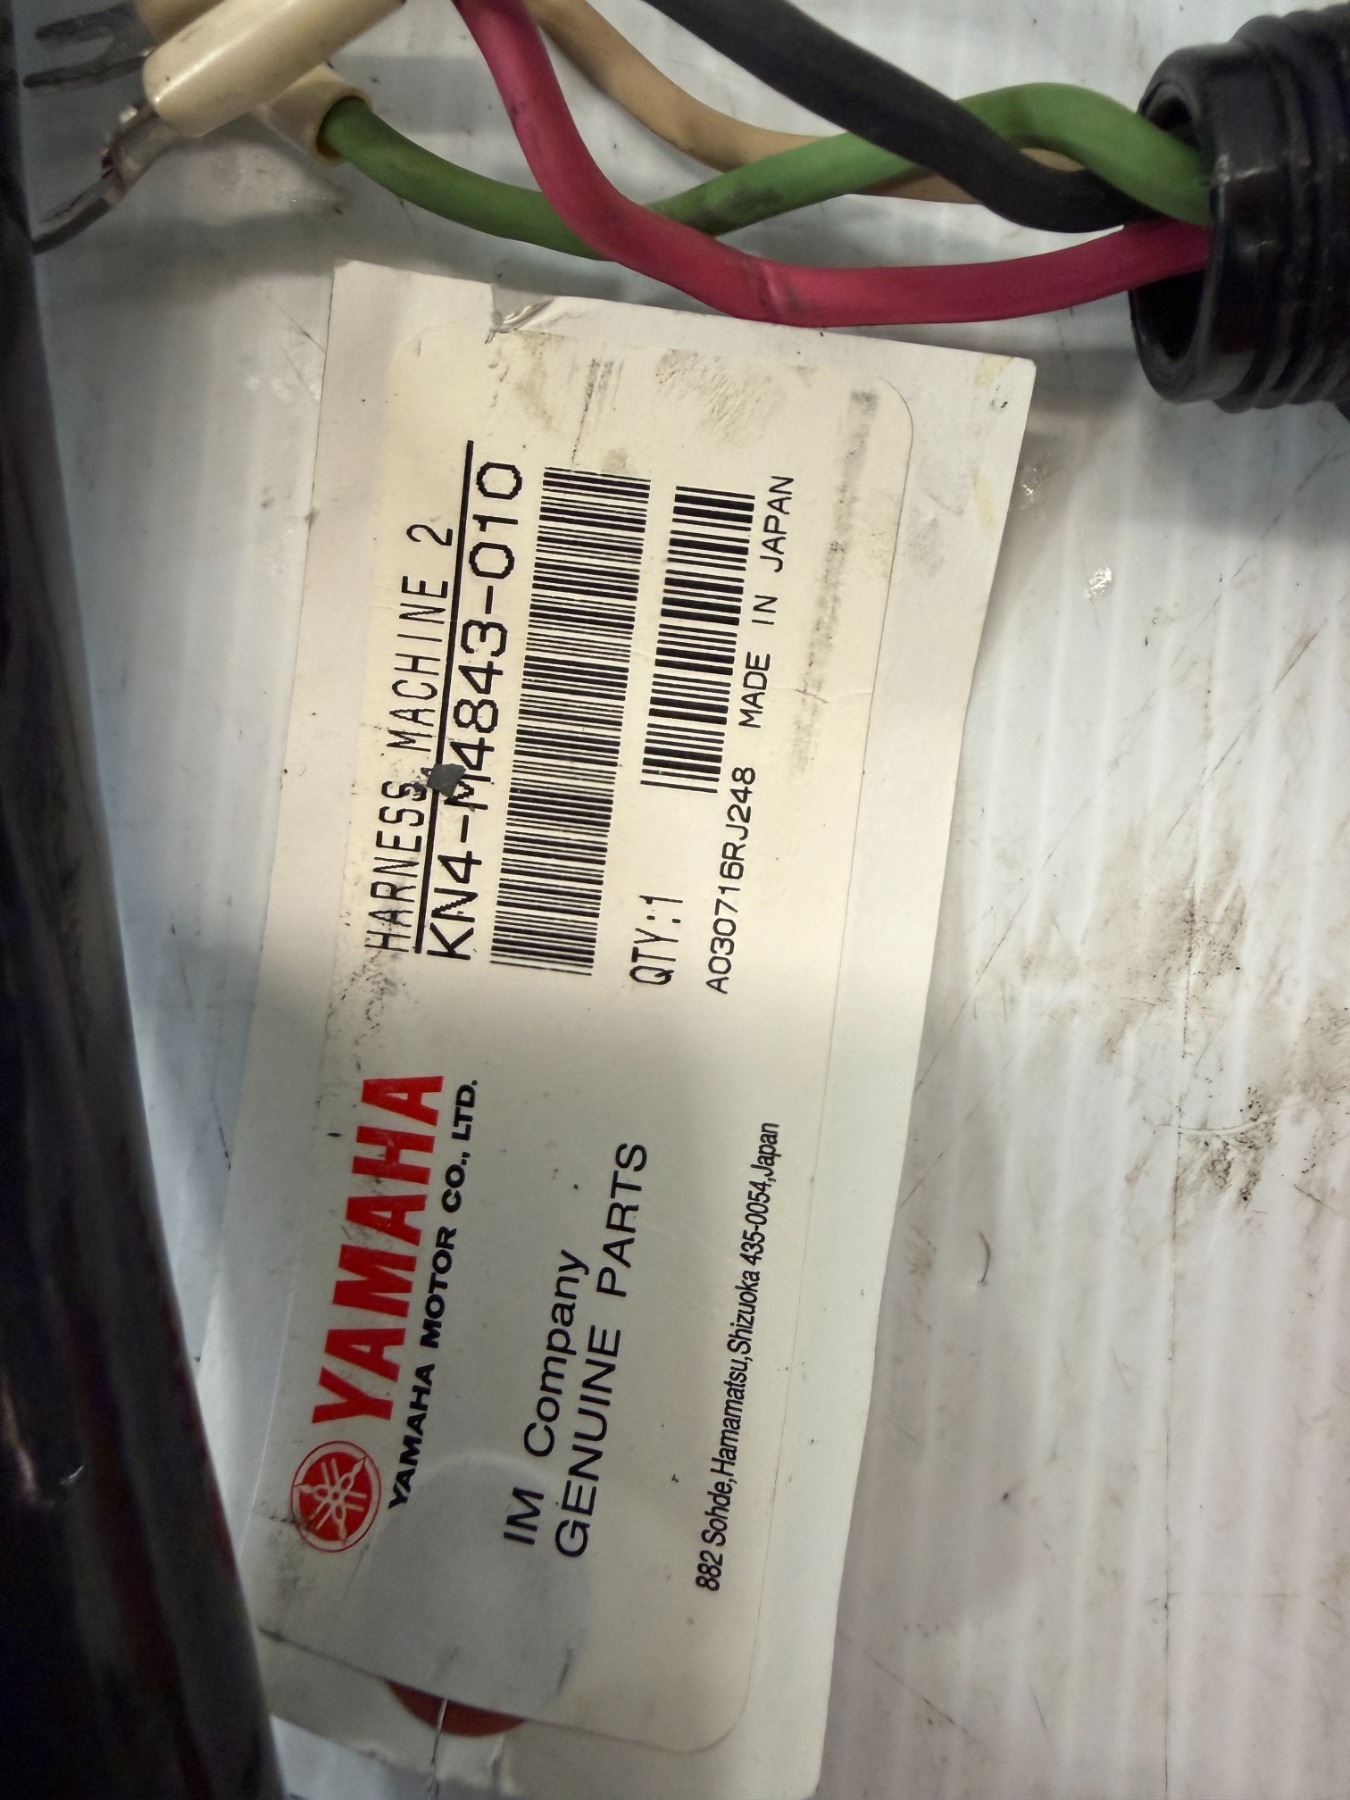 HARNESS, MACHINE 2
KN4-M4843-010
QTY:1
A030716RJ248 MADE IN JAPAN
YAMAHA
YAMAHA MOTOR CO., LTD.
IM Company
GENUINE PARTS
882 Sohde,Hamamatsu,Shizuoka 435-0054,Japan